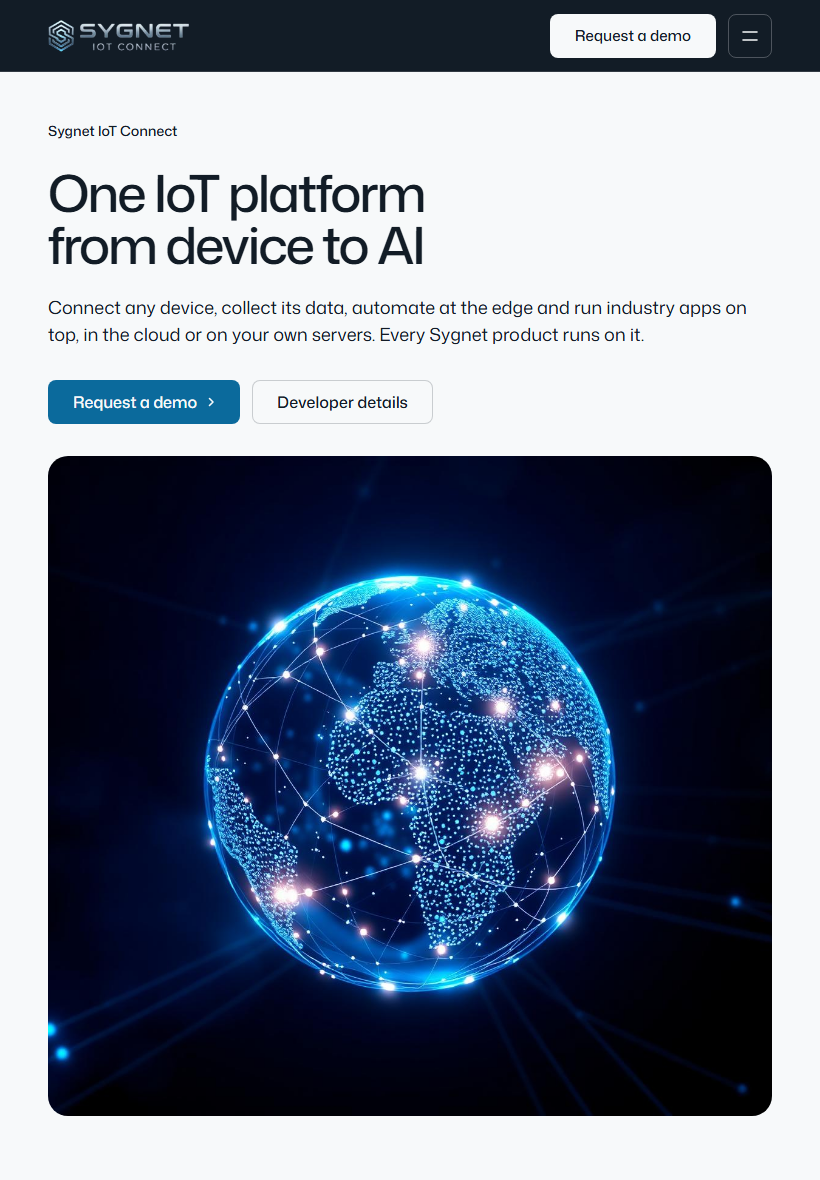 SYGNET
IOT CONNECT
Request a demo
Sygnet IoT Connect
One IoT platform
from device to AI
Connect any device, collect its data, automate at the edge and run industry apps on
top, in the cloud or on your own servers. Every Sygnet product runs on it.
Request a demo
Developer details